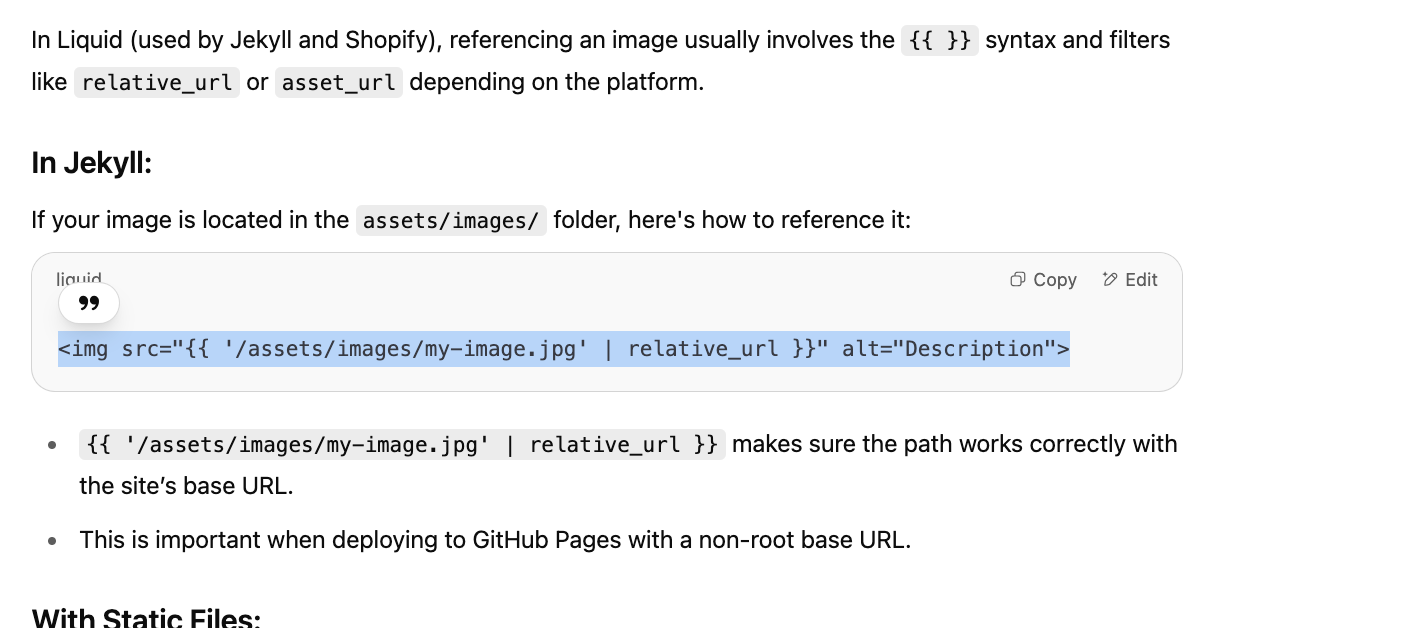 In Liquid (used by Jekyll and Shopify), referencing an image usually involves the {{ }} syntax and filters
like relative_url or asset_url depending on the platform.
In Jekyll:
If your image is located in the assets/images/ folder, here's how to reference it:
liquid
Copy
Edit
<img src="{{ '/assets/images/my-image.jpg' | relative_url }}" alt="Description">
{{ '/assets/images/my-image.jpg' | relative_url }} makes sure the path works correctly with
the site’s base URL.
This is important when deploying to GitHub Pages with a non-root base URL.
With Static Files: